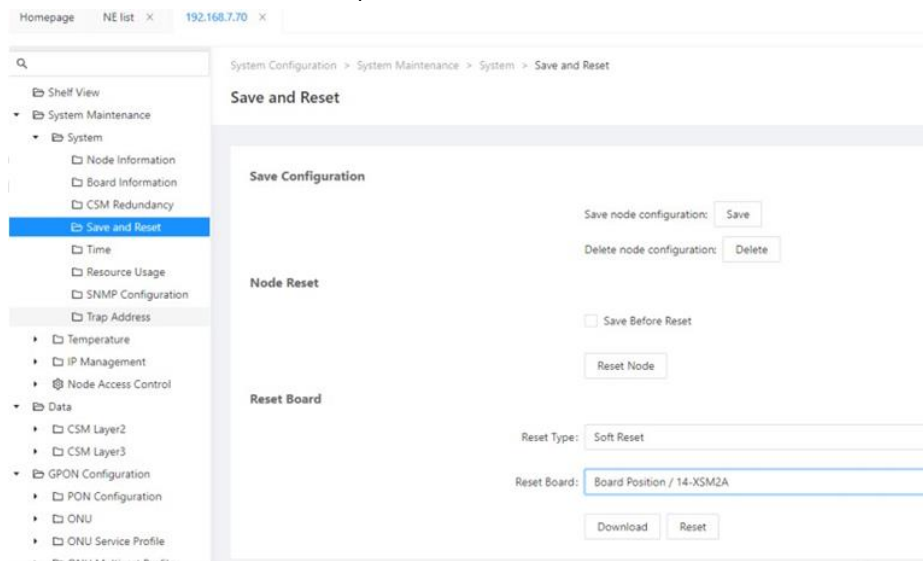 Homepage NE list × 192.168.7.70 ×
System Configuration > System Maintenance > System > Save and Reset
Save and Reset
Shelf View
System Maintenance
System
Node Information
Board Information
CSM Redundancy
Save and Reset
Time
Resource Usage
SNMP Configuration
Trap Address
Temperature
IP Management
Node Access Control
Data
CSM Layer2
CSM Layer3
GPON Configuration
PON Configuration
ONU
ONU Service Profile
Save Configuration
Save node configuration: Save
Delete node configuration: Delete
Node Reset
Save Before Reset
Reset Node
Reset Board
Reset Type: Soft Reset
Reset Board: Board Position / 14-XSM2A
Download Reset